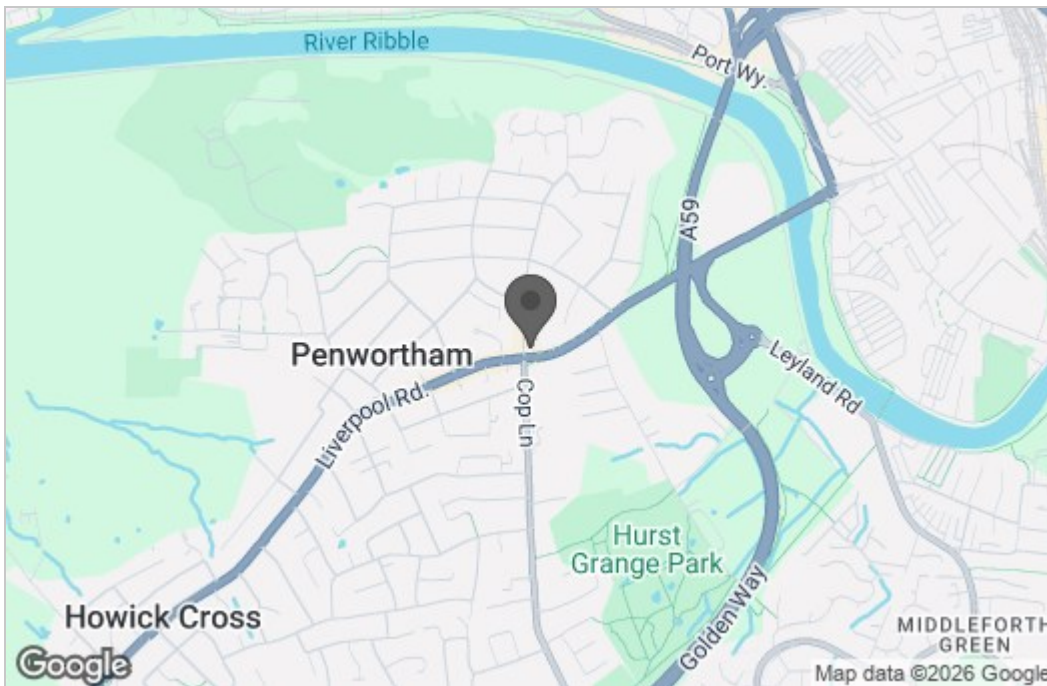 River Ribble
Port Wy.
A59
Penwortham
Liverpool Rd.
Cop Ln
Leyland Rd
Hurst
Grange Park
Golden Way
Howick Cross
MIDDLEFORTH
GREEN
Google
Map data ©2026 Google